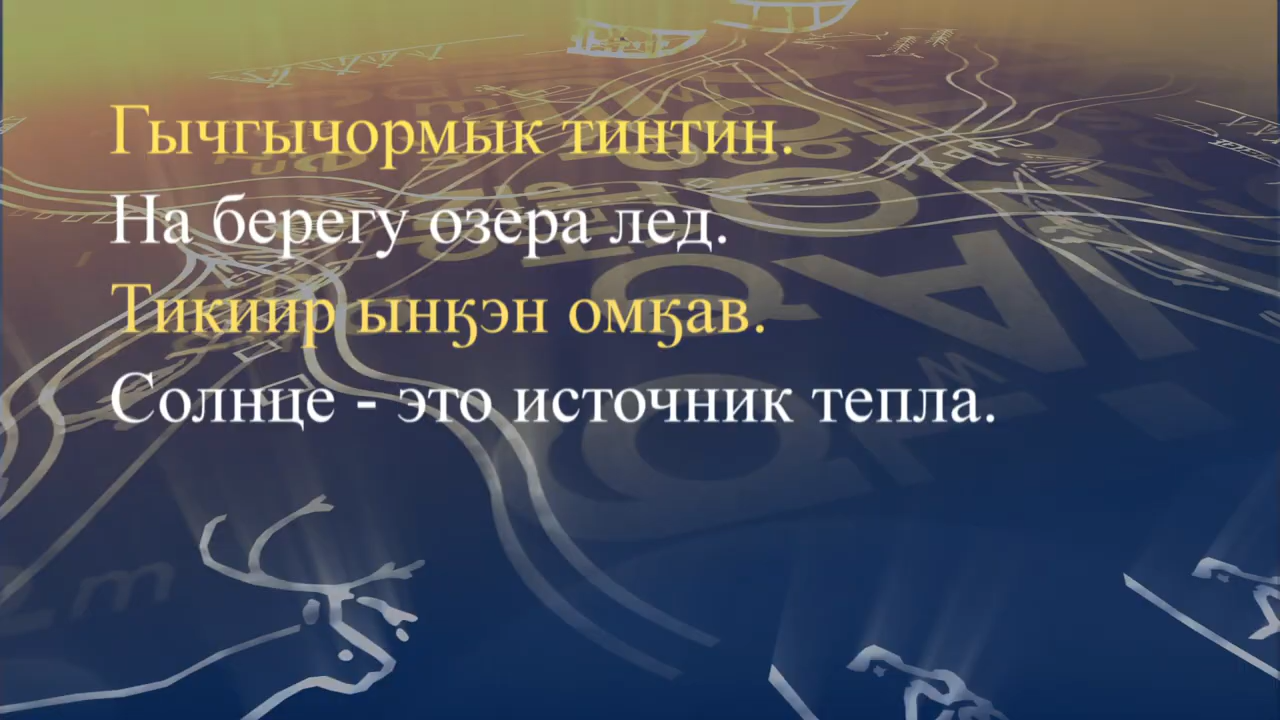 Гычгычормык тинтин.
На берегу озера лед.
Тикиир ынӄэн омӄав.
Солнце - это источник тепла.